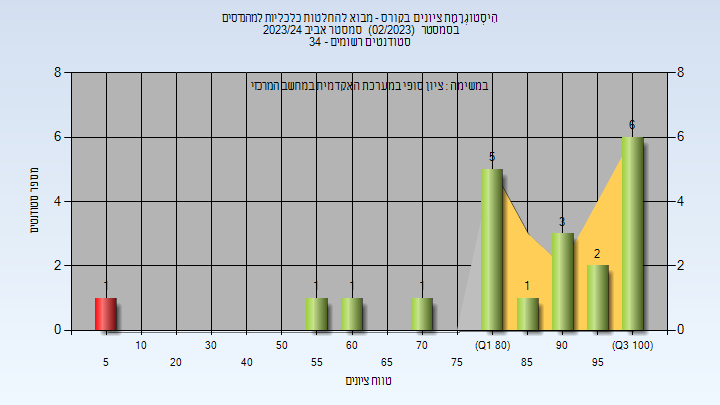 היסטוגרמת ציונים בקורס - מבוא להחלטות כלכליות למהנדסים
בסמסטר (02/2023) סמסטר אביב 2023/24
סטודנטים רשומים - 34
במשימה : ציון סופי במערכת האקדמית במחשב המרכזי
8 8
6 6
4 4
2 2
0 0
מספר סטודנטים
1 1 1 1 5 1 3 2 6
10 30 50 60 70 (Q1 80) 90 (Q3 100)
5 20 40 55 65 75 85 95
טווח ציונים